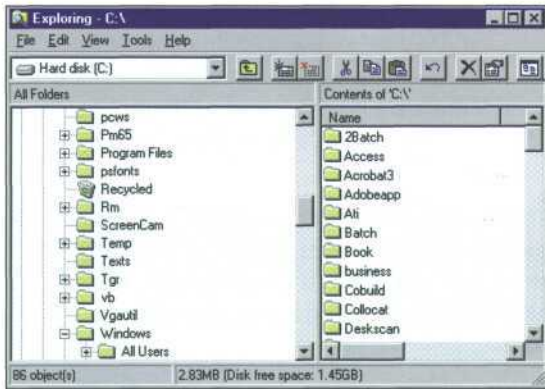 Exploring - C:\
File Edit View Tools Help
Hard disk (C:)
All Folders
Contents of 'C:\'
pcws
Pm65
Program Files
psfonts
Recycled
Rm
ScreenCam
Temp
Texts
Tgr
vb
Vgautil
Windows
All Users
Name
2Batch
Access
Acrobat3
Adobeapp
Ati
Batch
Book
business
Cobuild
Collocat
Deskscan
86 object(s)
2.83MB (Disk free space: 1.45GB)